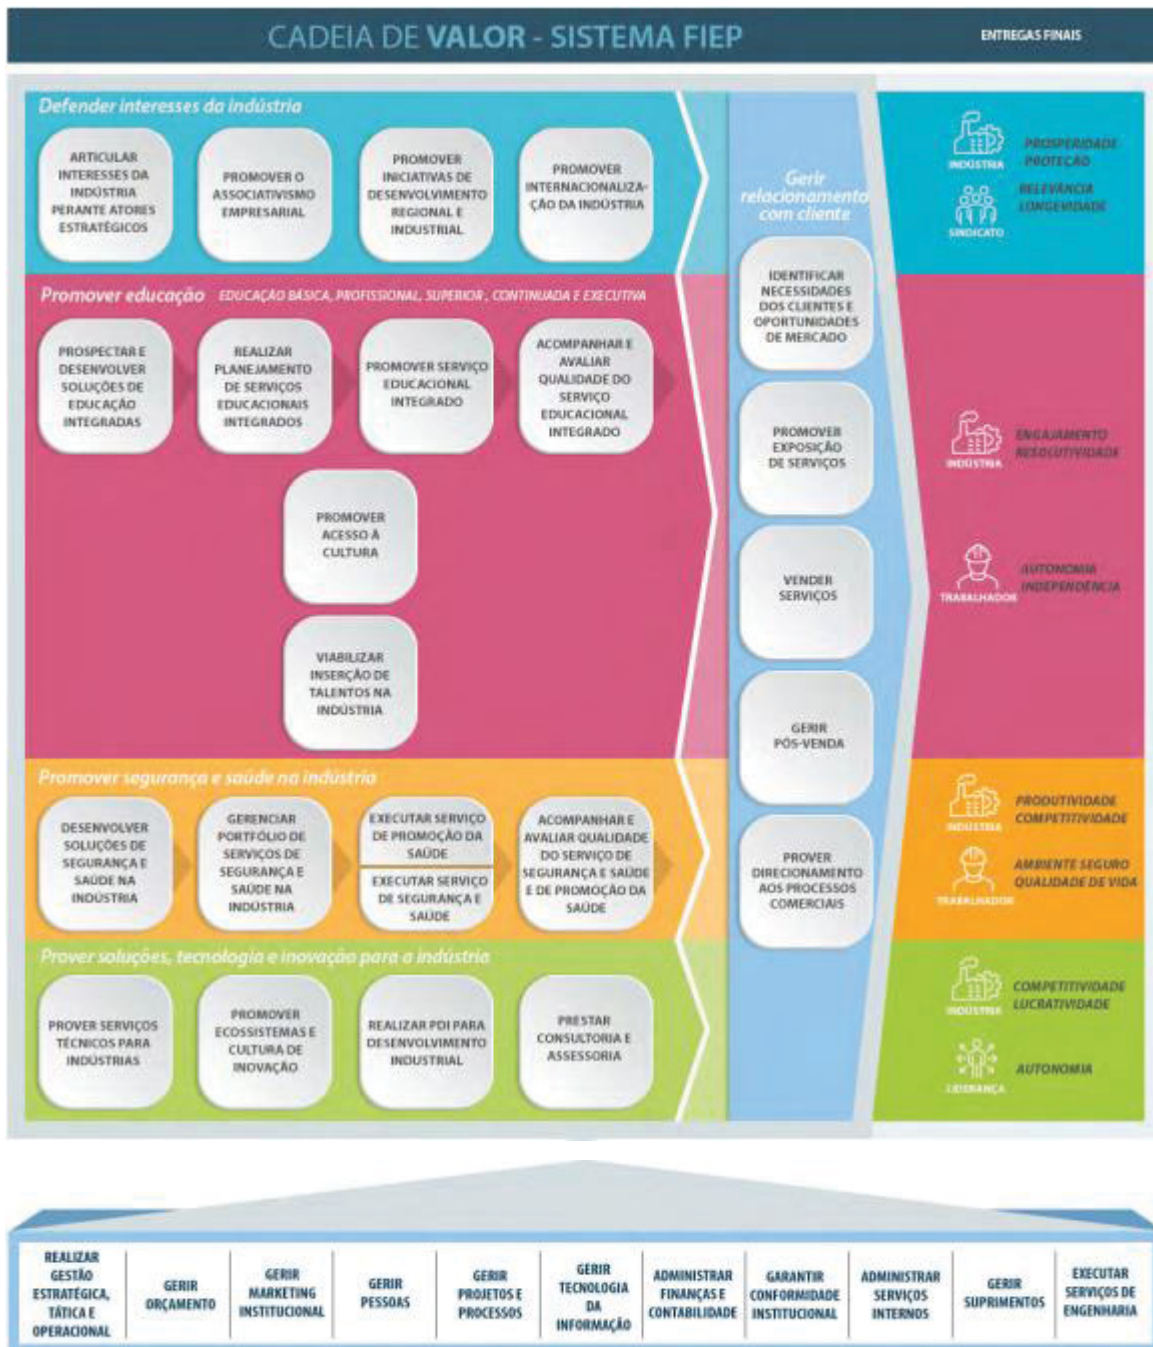 CADEIA DE VALOR - SISTEMA FIEP
ENTREGAS FINAIS
Defender interesses da indústria
ARTICULAR
INTERESSES DA
INDÚSTRIA
PERANTE ATORES
ESTRATÉGICOS
PROMOVER O
ASSOCIATIVISMO
EMPRESARIAL
PROMOVER
INICIATIVAS DE
DESENVOLVIMENTO
REGIONAL E
INDUSTRIAL
PROMOVER
INTERNACIONALIZA-
ÇÃO DA INDÚSTRIA
Promover educação EDUCAÇÃO BÁSICA, PROFISSIONAL, SUPERIOR , CONTINUADA E EXECUTIVA
PROSPECTAR E
DESENVOLVER
SOLUÇÕES DE
EDUCAÇÃO
INTEGRADAS
REALIZAR
PLANEJAMENTO
DE SERVIÇOS
EDUCACIONAIS
INTEGRADOS
PROMOVER SERVIÇO
EDUCACIONAL
INTEGRADO
ACOMPANHAR E
AVALIAR
QUALIDADE DO
SERVIÇO
EDUCACIONAL
INTEGRADO
PROMOVER
ACESSO À
CULTURA
VIABILIZAR
INSERÇÃO DE
TALENTOS NA
INDÚSTRIA
Promover segurança e saúde na indústria
DESENVOLVER
SOLUÇÕES DE
SEGURANÇA E
SAÚDE NA
INDÚSTRIA
GERENCIAR
PORTFÓLIO DE
SERVIÇOS DE
SEGURANÇA E
SAÚDE NA
INDÚSTRIA
EXECUTAR SERVIÇO
DE PROMOÇÃO DA
SAÚDE
EXECUTAR SERVIÇO
DE SEGURANÇA E
SAÚDE
ACOMPANHAR E
AVALIAR QUALIDADE
DO SERVIÇO DE
SEGURANÇA E SAÚDE
E DE PROMOÇÃO DA
SAÚDE
Prover soluções, tecnologia e inovação para a indústria
PROVER SERVIÇOS
TÉCNICOS PARA
INDÚSTRIAS
PROMOVER
ECOSSISTEMAS E
CULTURA DE
INOVAÇÃO
REALIZAR PDI PARA
DESENVOLVIMENTO
INDUSTRIAL
PRESTAR
CONSULTORIA E
ASSESSORIA
Gerir
relacionamento
com cliente
IDENTIFICAR
NECESSIDADES
DOS CLIENTES E
OPORTUNIDADES
DE MERCADO
PROMOVER
EXPOSIÇÃO
DE SERVIÇOS
VENDER
SERVIÇOS
GERIR
PÓS-VENDA
PROVER
DIRECIONAMENTO
AOS PROCESSOS
COMERCIAIS
INDÚSTRIA
PROSPERIDADE
PROTEÇÃO
SINDICATO
RELEVÂNCIA
LONGEVIDADE
INDÚSTRIA
ENGAJAMENTO
RESOLUTIVIDADE
TRABALHADOR
AUTONOMIA
INDEPENDÊNCIA
INDÚSTRIA
PRODUTIVIDADE
COMPETITIVIDADE
TRABALHADOR
AMBIENTE SEGURO
QUALIDADE DE VIDA
INDÚSTRIA
COMPETITIVIDADE
LUCRATIVIDADE
LIDERANÇA
AUTONOMIA
REALIZAR
GESTÃO
ESTRATÉGICA,
TÁTICA E
OPERACIONAL
GERIR
ORÇAMENTO
GERIR
MARKETING
INSTITUCIONAL
GERIR
PESSOAS
GERIR
PROJETOS E
PROCESSOS
GERIR
TECNOLOGIA
DA
INFORMAÇÃO
ADMINISTRAR
FINANÇAS E
CONTABILIDADE
GARANTIR
CONFORMIDADE
INSTITUCIONAL
ADMINISTRAR
SERVIÇOS
INTERNOS
GERIR
SUPRIMENTOS
EXECUTAR
SERVIÇOS DE
ENGENHARIA